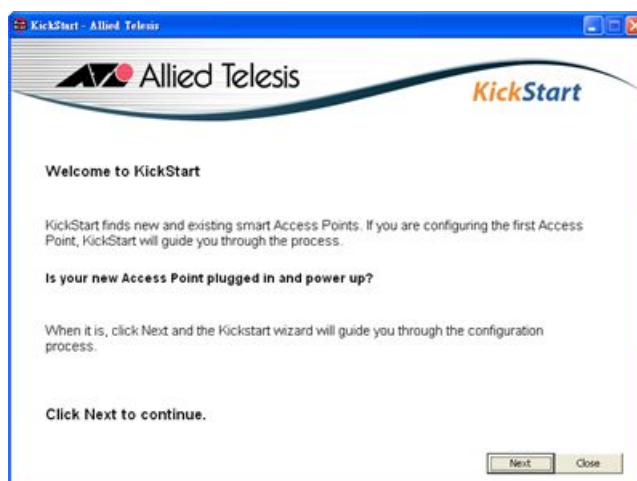 KickStart - Allied Telesis
Allied Telesis
KickStart
Welcome to KickStart
KickStart finds new and existing smart Access Points. If you are configuring the first Access
Point, KickStart will guide you through the process.
Is your new Access Point plugged in and power up?
When it is, click Next and the Kickstart wizard will guide you through the configuration
process.
Click Next to continue.
Next Close